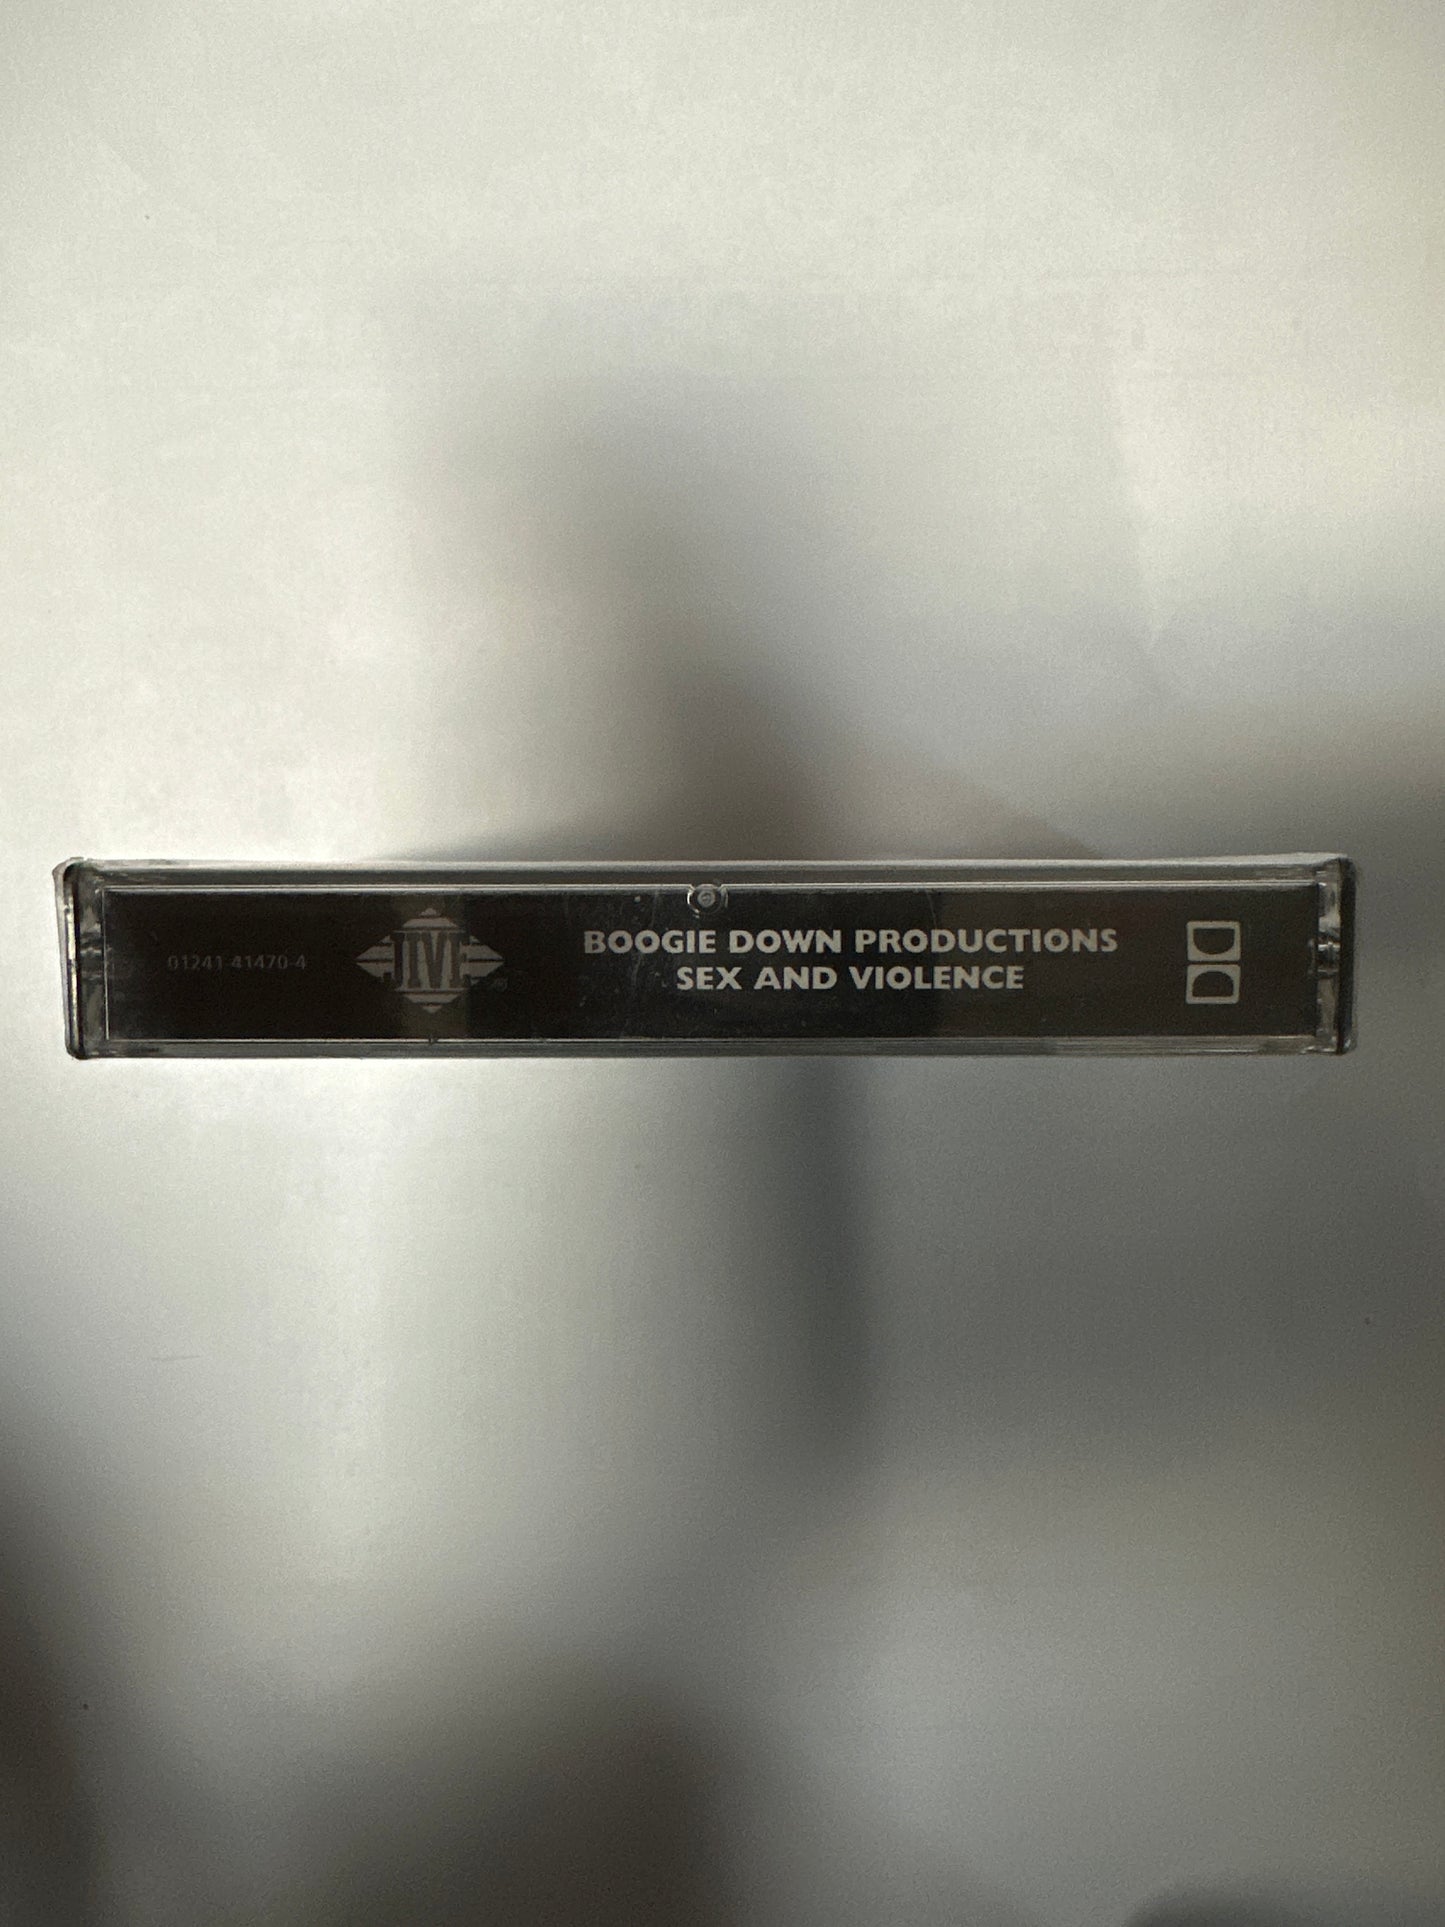 01241-41470-4
JIVE®
BOOGIE DOWN PRODUCTIONS
SEX AND VIOLENCE